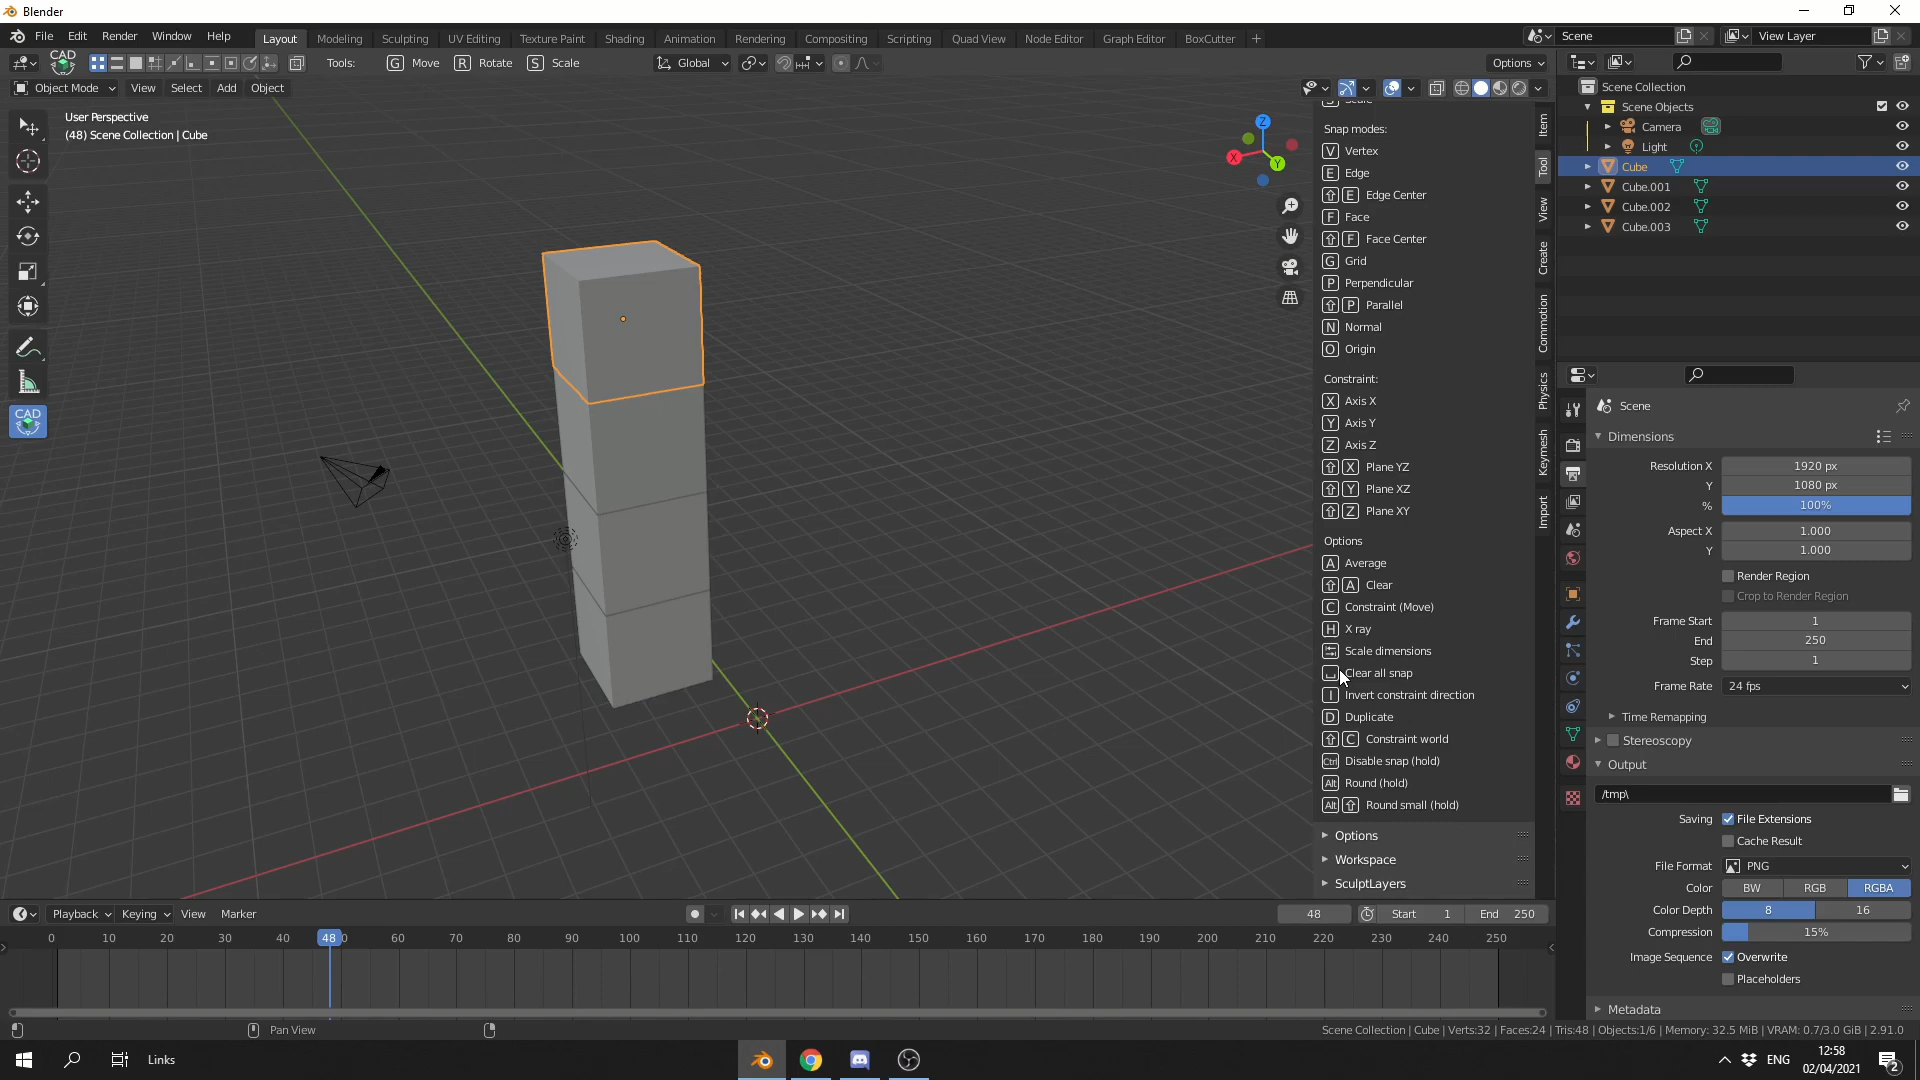 Blender
File Edit Render Window Help Layout Modeling Sculpting UV Editing Texture Paint Shading Animation Rendering Compositing Scripting Quad View Node Editor Graph Editor BoxCutter + Scene View Layer
CAD Tools: G Move R Rotate S Scale Global Options
Object Mode View Select Add Object
User Perspective
(48) Scene Collection | Cube
Z
X
Y
CAD
S Scale
Snap modes:
V Vertex
E Edge
E Edge Center
F Face
F Face Center
G Grid
P Perpendicular
P Parallel
N Normal
O Origin
Constraint:
X Axis X
Y Axis Y
Z Axis Z
X Plane YZ
Y Plane XZ
Z Plane XY
Options
A Average
A Clear
C Constraint (Move)
H X ray
Scale dimensions
Clear all snap
I Invert constraint direction
D Duplicate
C Constraint world
Ctrl Disable snap (hold)
Alt Round (hold)
Alt Round small (hold)
Options
Workspace
SculptLayers
Item
Tool
View
Create
Commotion
Physics
Keymesh
Import
Scene Collection
Scene Objects
Camera
Light
Cube
Cube.001
Cube.002
Cube.003
Scene
Dimensions
Resolution X 1920 px
Y 1080 px
% 100%
Aspect X 1.000
Y 1.000
Render Region
Crop to Render Region
Frame Start 1
End 250
Step 1
Frame Rate 24 fps
Time Remapping
Stereoscopy
Output
/tmp\
Saving File Extensions
Cache Result
File Format PNG
Color BW RGB RGBA
Color Depth 8 16
Compression 15%
Image Sequence Overwrite
Placeholders
Metadata
Playback Keying View Marker 48 Start 1 End 250
0 10 20 30 40 48 0 60 70 80 90 100 110 120 130 140 150 160 170 180 190 200 210 220 230 240 250
Pan View Scene Collection | Cube | Verts:32 | Faces:24 | Tris:48 | Objects:1/6 | Memory: 32.5 MiB | VRAM: 0.7/3.0 GiB | 2.91.0
Links ENG 12:58
02/04/2021 2